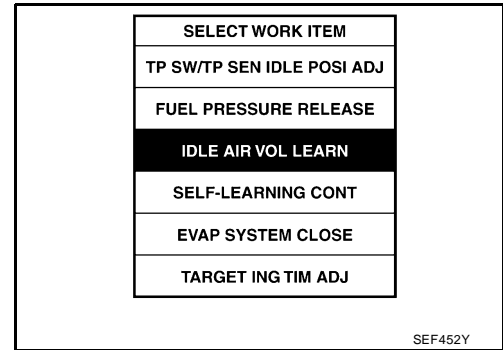 SELECT WORK ITEM
TP SW/TP SEN IDLE POSI ADJ
FUEL PRESSURE RELEASE
IDLE AIR VOL LEARN
SELF-LEARNING CONT
EVAP SYSTEM CLOSE
TARGET ING TIM ADJ
SEF452Y